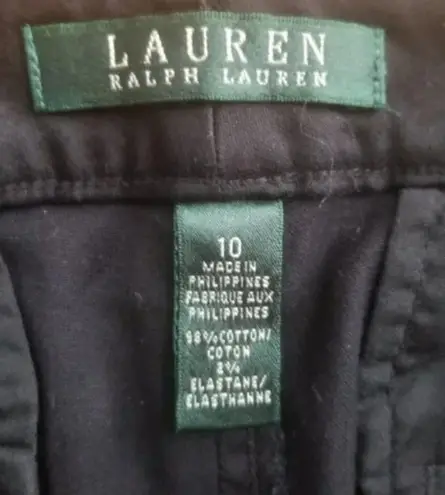 LAUREN
RALPH LAUREN
10
MADE IN
PHILIPPINES
FABRIQUE AUX
PHILIPPINES
98% COTTON/
COTON
2%
ELASTANE/
ELASTHANNE